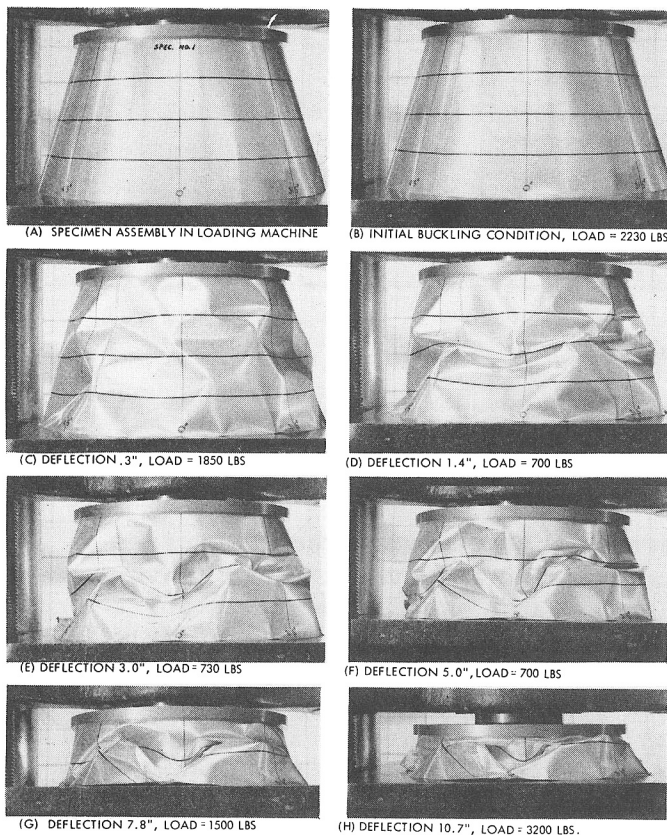 SPEC. NO. 1
(A) SPECIMEN ASSEMBLY IN LOADING MACHINE
(B) INITIAL BUCKLING CONDITION, LOAD = 2230 LBS
(C) DEFLECTION .3", LOAD = 1850 LBS
(D) DEFLECTION 1.4", LOAD = 700 LBS
(E) DEFLECTION 3.0", LOAD = 730 LBS
(F) DEFLECTION 5.0", LOAD = 700 LBS
(G) DEFLECTION 7.8", LOAD = 1500 LBS
(H) DEFLECTION 10.7", LOAD = 3200 LBS.